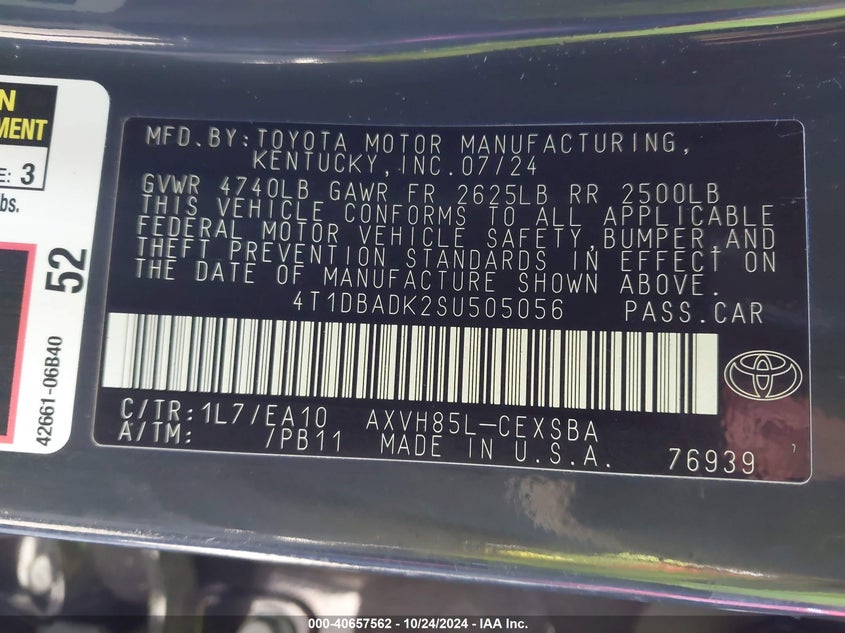 N
MENT
E: 3
bs.
52
42661-06B40
MFD.BY:TOYOTA MOTOR MANUFACTURING,
KENTUCKY,INC.07/24
GVWR 4740LB GAWR FR 2625LB RR 2500LB
THIS VEHICLE CONFORMS TO ALL APPLICABLE
FEDERAL MOTOR VEHICLE SAFETY,BUMPER,AND
THEFT PREVENTION STANDARDS IN EFFECT ON
THE DATE OF MANUFACTURE SHOWN ABOVE.
4T1DBADK2SU505056 PASS.CAR
C/TR:1L7/EA10 AXVH85L-CEXSBA
A/TM: /PB11 MADE IN U.S.A. 76939
000-40657562 - 10/24/2024 - IAA Inc.